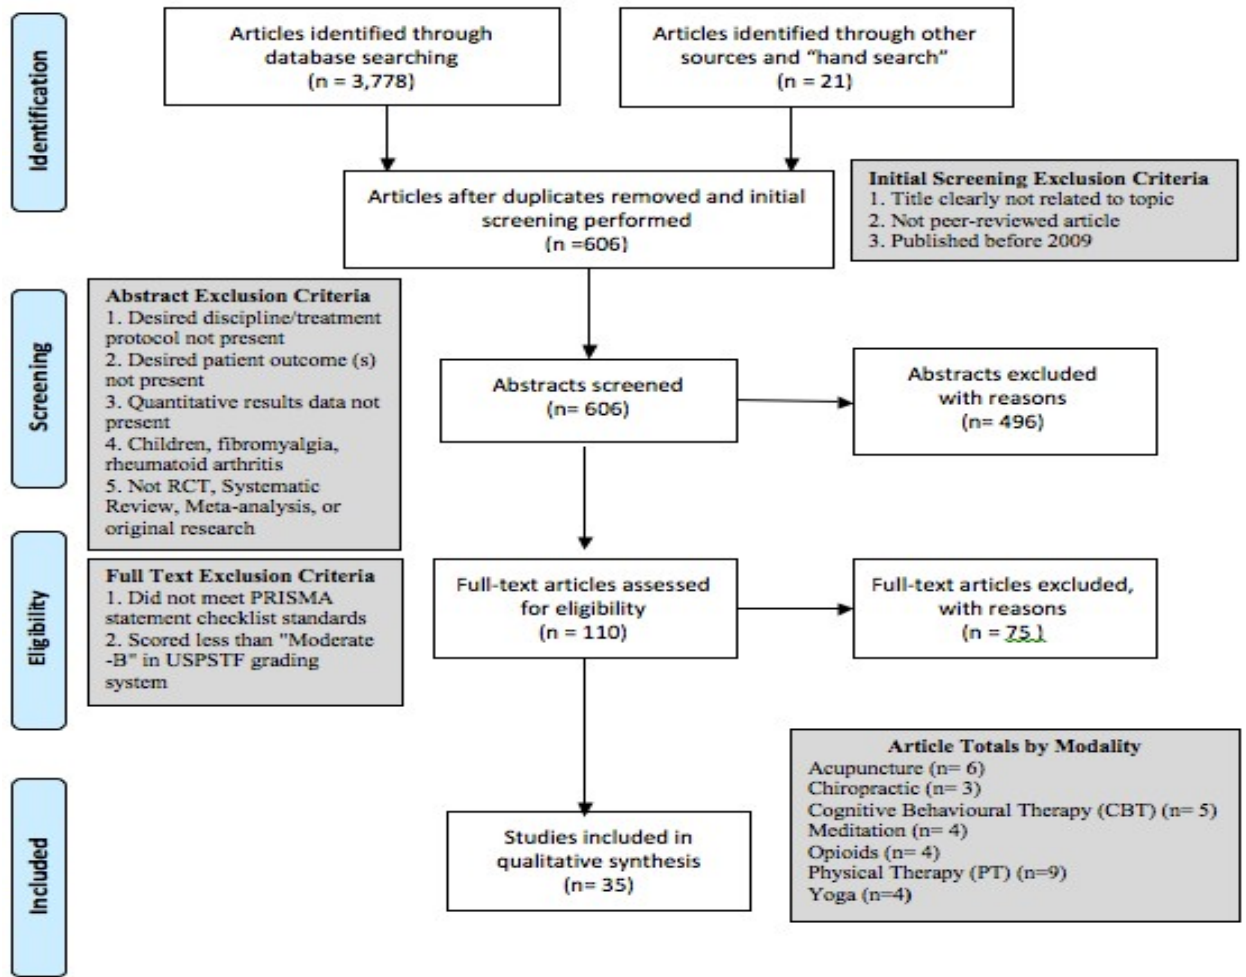 Identification
Articles identified through
database searching
(n = 3,778)
Articles identified through other
sources and “hand search”
(n = 21)
Articles after duplicates removed and initial
screening performed
(n =606)
Initial Screening Exclusion Criteria
1. Title clearly not related to topic
2. Not peer-reviewed article
3. Published before 2009
Screening
Abstract Exclusion Criteria
1. Desired discipline/treatment
protocol not present
2. Desired patient outcome (s)
not present
3. Quantitative results data not
present
4. Children, fibromyalgia,
rheumatoid arthritis
5. Not RCT, Systematic
Review, Meta-analysis, or
original research
Abstracts screened
(n= 606)
Abstracts excluded
with reasons
(n= 496)
Eligibility
Full Text Exclusion Criteria
1. Did not meet PRISMA
statement checklist standards
2. Scored less than "Moderate
-B" in USPSTF grading
system
Full-text articles assessed
for eligibility
(n = 110)
Full-text articles excluded,
with reasons
(n = 75 )
Included
Studies included in
qualitative synthesis
(n= 35)
Article Totals by Modality
Acupuncture (n= 6)
Chiropractic (n= 3)
Cognitive Behavioural Therapy (CBT) (n= 5)
Meditation (n= 4)
Opioids (n= 4)
Physical Therapy (PT) (n=9)
Yoga (n=4)